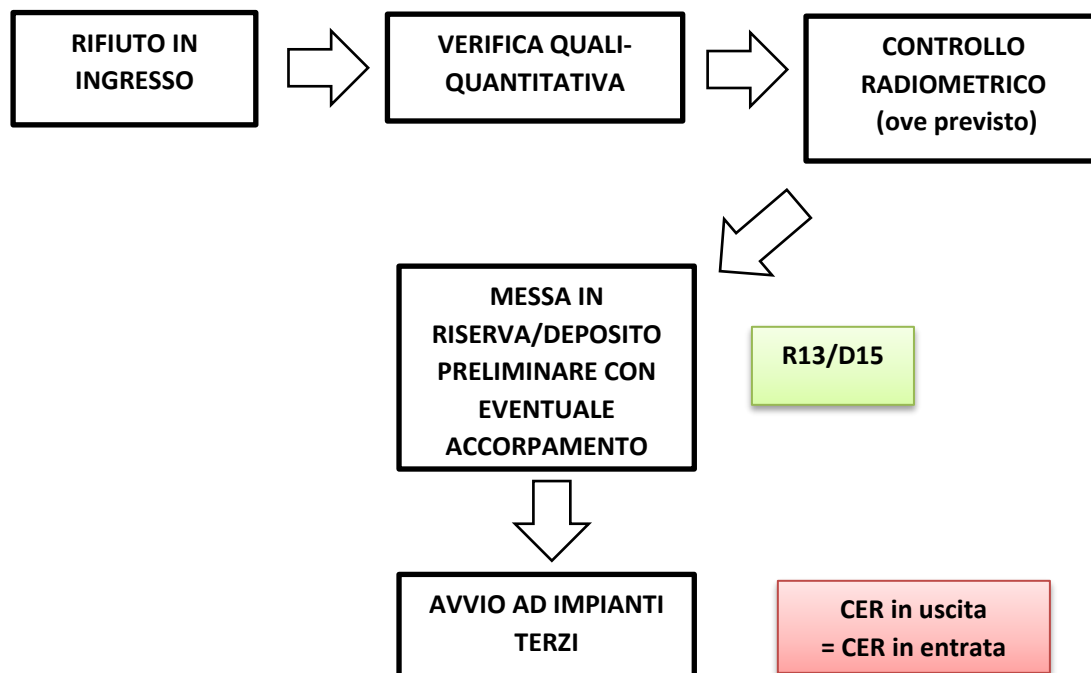 RIFIUTO IN
INGRESSO
VERIFICA QUALI-
QUANTITATIVA
CONTROLLO
RADIOMETRICO
(ove previsto)
MESSA IN
RISERVA/DEPOSITO
PRELIMINARE CON
EVENTUALE
ACCORPAMENTO
R13/D15
AVVIO AD IMPIANTI
TERZI
CER in uscita
= CER in entrata